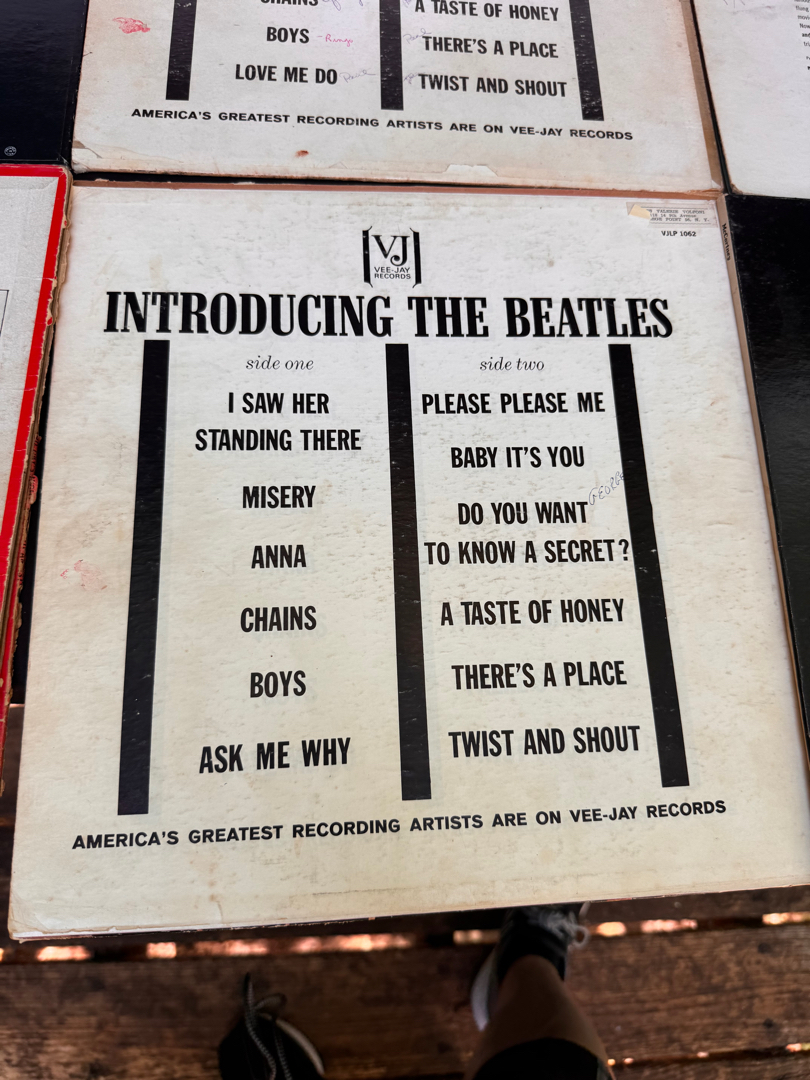 CHAINS
A TASTE OF HONEY
BOYS - Ringo
THERE'S A PLACE
LOVE ME DO
TWIST AND SHOUT
AMERICA'S GREATEST RECORDING ARTISTS ARE ON VEE-JAY RECORDS
VJLP 1062
VJ
VEE-JAY
RECORDS
INTRODUCING THE BEATLES
side one
side two
I SAW HER
STANDING THERE
MISERY
ANNA
CHAINS
BOYS
ASK ME WHY
PLEASE PLEASE ME
BABY IT'S YOU
GEORGE
DO YOU WANT
TO KNOW A SECRET?
A TASTE OF HONEY
THERE'S A PLACE
TWIST AND SHOUT
AMERICA'S GREATEST RECORDING ARTISTS ARE ON VEE-JAY RECORDS